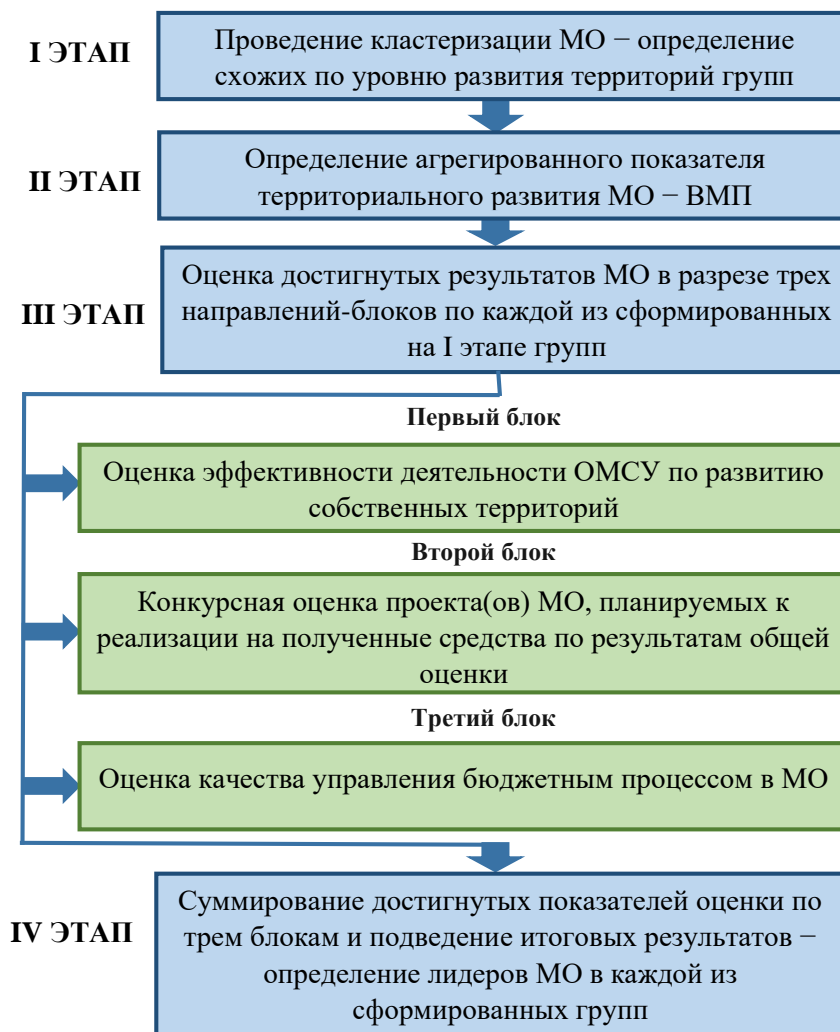 I ЭТАП
Проведение кластеризации МО − определение
схожих по уровню развития территорий групп
II ЭТАП
Определение агрегированного показателя
территориального развития МО − ВМП
III ЭТАП
Оценка достигнутых результатов МО в разрезе трех
направлений-блоков по каждой из сформированных
на I этапе групп
Первый блок
Оценка эффективности деятельности ОМСУ по развитию
собственных территорий
Второй блок
Конкурсная оценка проекта(ов) МО, планируемых к
реализации на полученные средства по результатам общей
оценки
Третий блок
Оценка качества управления бюджетным процессом в МО
IV ЭТАП
Суммирование достигнутых показателей оценки по
трем блокам и подведение итоговых результатов −
определение лидеров МО в каждой из
сформированных групп